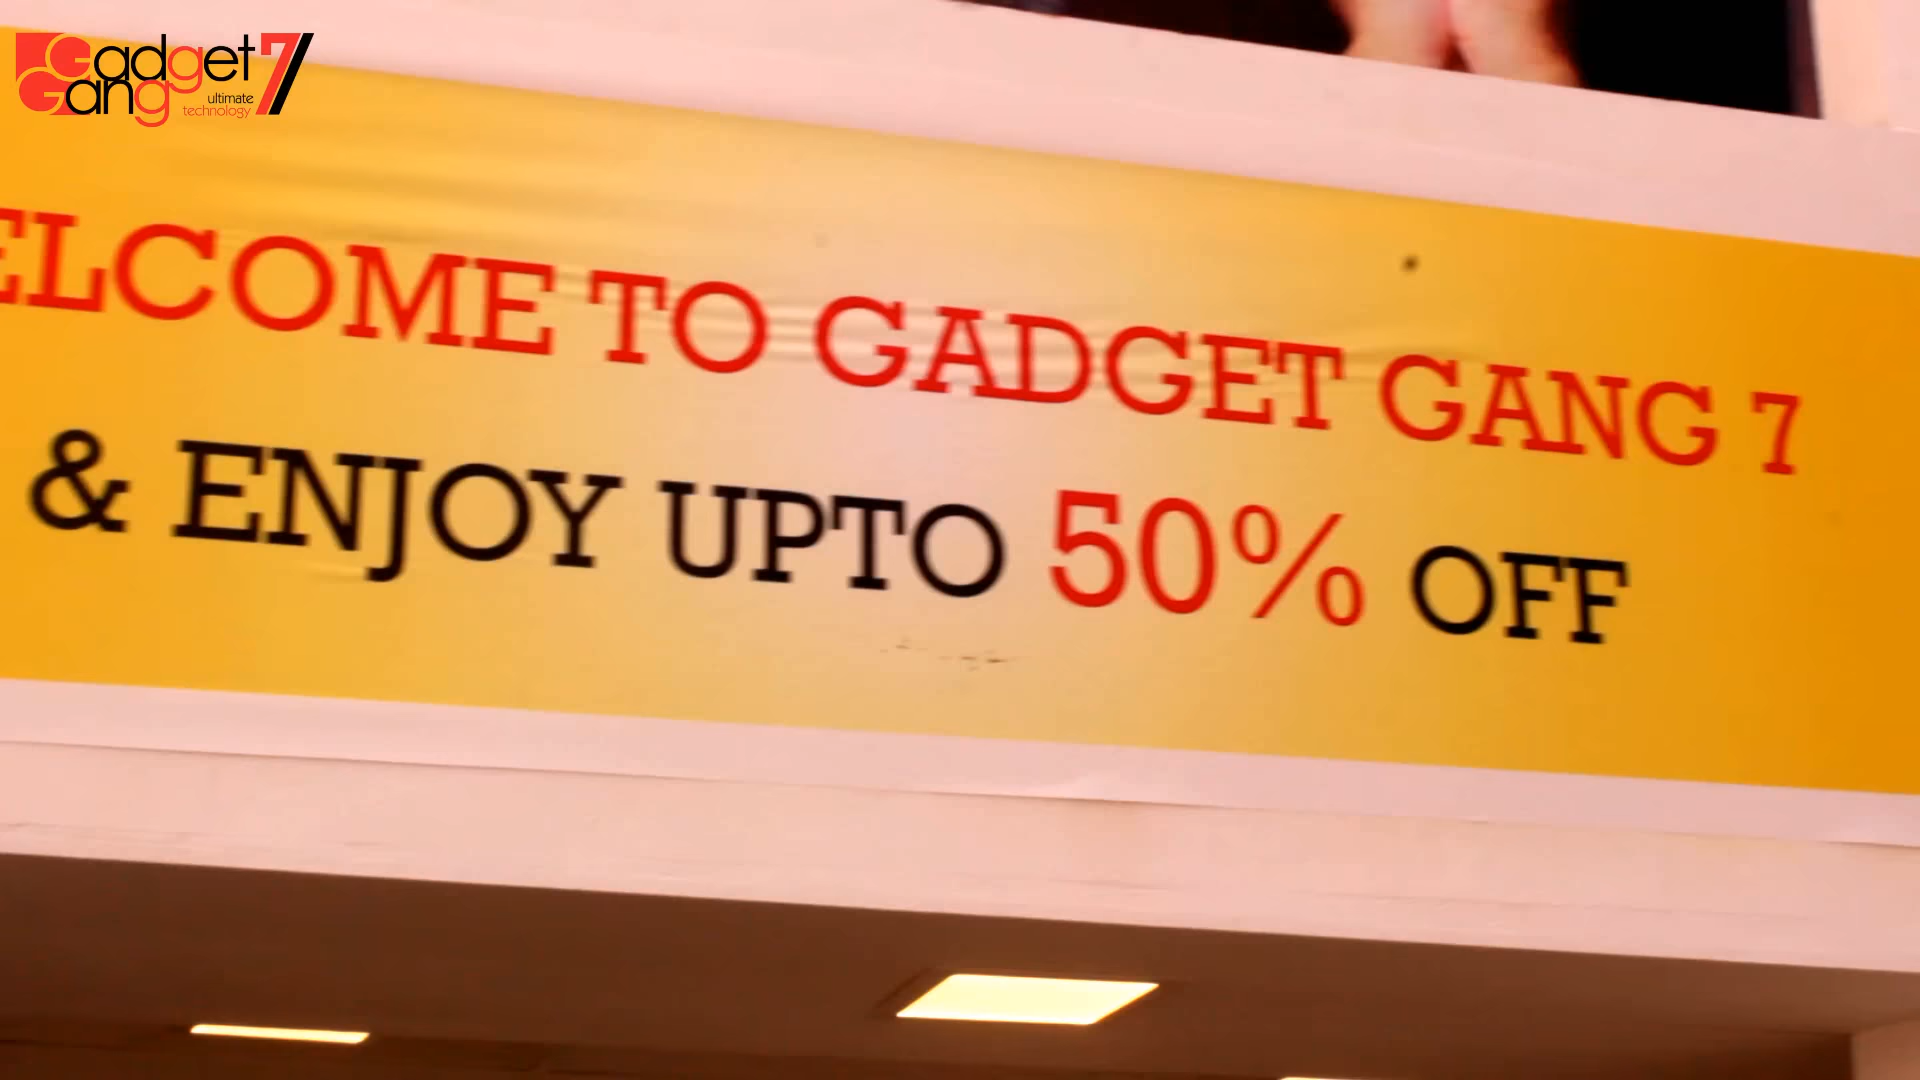 Gadget
Gang 7
ultimate
technology
ELCOME TO GADGET GANG 7
& ENJOY UPTO 50% OFF